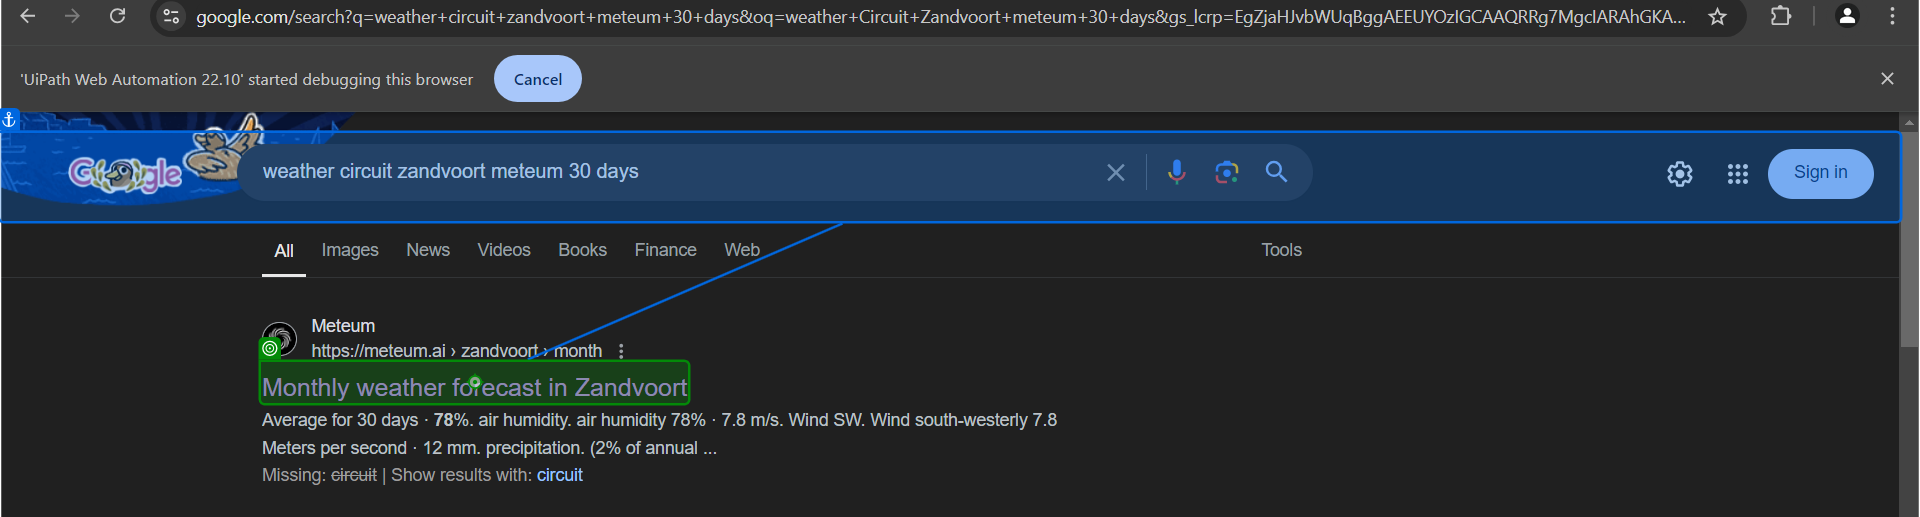 google.com/search?q=weather+circuit+zandvoort+meteum+30+days&oq=weather+Circuit+Zandvoort+meteum+30+days&gs_lcrp=EgZjaHJvbWUqBggAEEUYOzIGCAAQRRg7MgcIARAhGKA...
'UiPath Web Automation 22.10' started debugging this browser
Cancel
Google
weather circuit zandvoort meteum 30 days
Sign in
All Images News Videos Books Finance Web Tools
Meteum
https://meteum.ai › zandvoort › month
Monthly weather forecast in Zandvoort
Average for 30 days · 78%. air humidity. air humidity 78% · 7.8 m/s. Wind SW. Wind south-westerly 7.8
Meters per second · 12 mm. precipitation. (2% of annual ...
Missing: circuit | Show results with: circuit